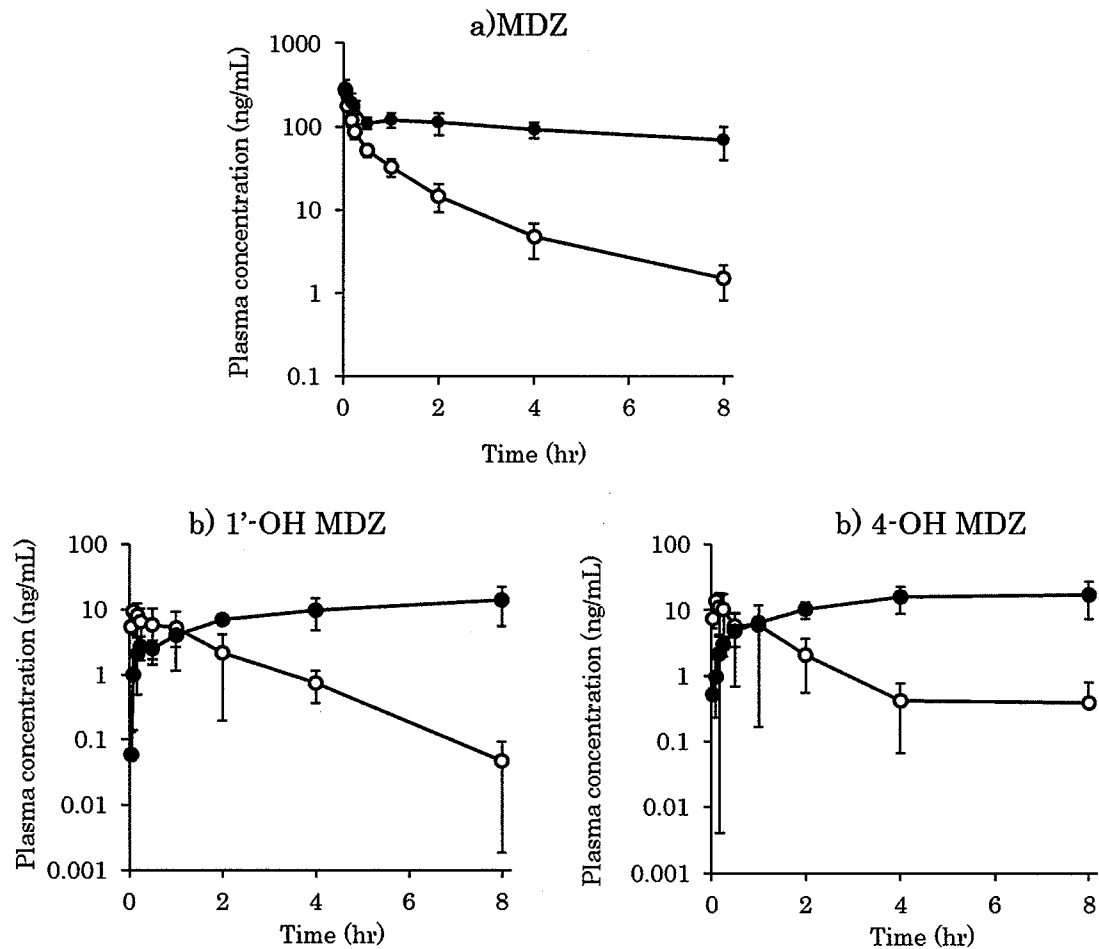 a)MDZ
Plasma concentration (ng/mL)
1000
100
10
1
0.1
0 2 4 6 8
Time (hr)
b) 1'-OH MDZ
Plasma concentration (ng/mL)
100
10
1
0.1
0.01
0.001
0 2 4 6 8
Time (hr)
b) 4-OH MDZ
Plasma concentration (ng/mL)
100
10
1
0.1
0.01
0.001
0 2 4 6 8
Time (hr)